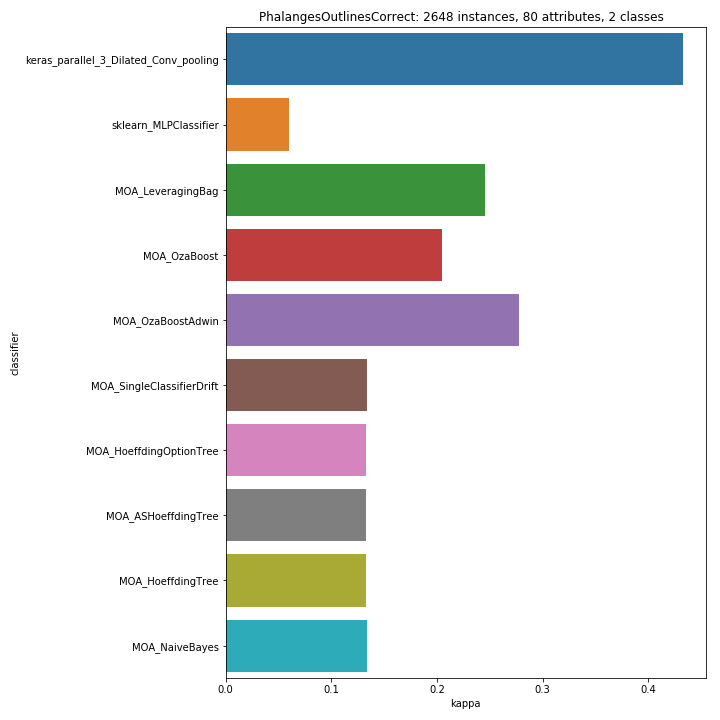 PhalangesOutlinesCorrect: 2648 instances, 80 attributes, 2 classes
keras_parallel_3_Dilated_Conv_pooling
sklearn_MLPClassifier
MOA_LeveragingBag
MOA_OzaBoost
MOA_OzaBoostAdwin
MOA_SingleClassifierDrift
MOA_HoeffdingOptionTree
MOA_ASHoeffdingTree
MOA_HoeffdingTree
MOA_NaiveBayes
classifier
0.0 0.1 0.2 0.3 0.4
kappa